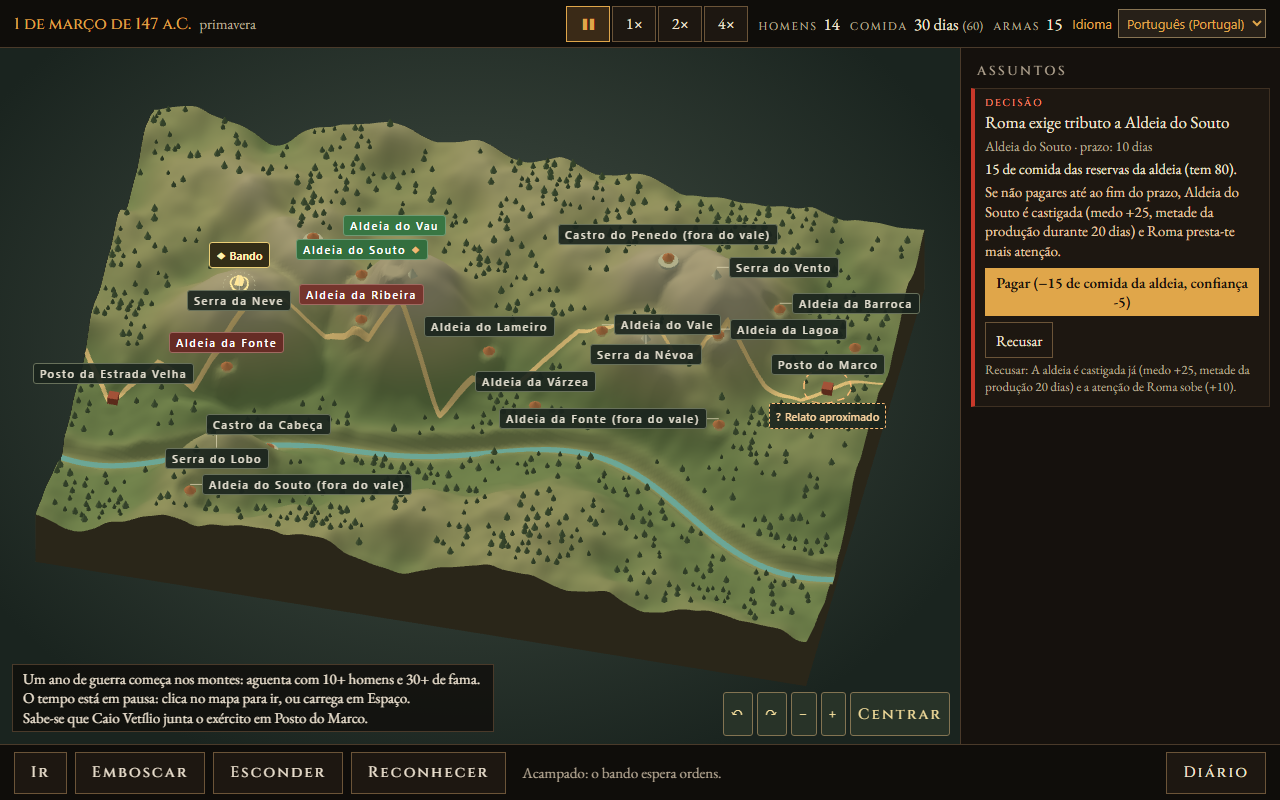 1 DE MARÇO DE 147 A.C. primavera
1× 2× 4×
HOMENS 14 COMIDA 30 dias (60) ARMAS 15
Idioma Português (Portugal)
ASSUNTOS
DECISÃO
Roma exige tributo a Aldeia do Souto
Aldeia do Souto · prazo: 10 dias
15 de comida das reservas da aldeia (tem 80).
Se não pagares até ao fim do prazo, Aldeia do
Souto é castigada (medo +25, metade da
produção durante 20 dias) e Roma presta-te
mais atenção.
Pagar (−15 de comida da aldeia, confiança
-5)
Recusar
Recusar: A aldeia é castigada já (medo +25, metade da
produção 20 dias) e a atenção de Roma sobe (+10).
Aldeia do Vau
Castro do Penedo (fora do vale)
Aldeia do Souto ◆
◆ Bando
Serra do Vento
Aldeia da Ribeira
Serra da Neve
Aldeia da Barroca
Aldeia do Lameiro
Aldeia do Vale
Aldeia da Lagoa
Aldeia da Fonte
Serra da Névoa
Posto do Marco
Posto da Estrada Velha
Aldeia da Várzea
? Relato aproximado
Aldeia da Fonte (fora do vale)
Castro da Cabeça
Serra do Lobo
Aldeia do Souto (fora do vale)
Um ano de guerra começa nos montes: aguenta com 10+ homens e 30+ de fama.
O tempo está em pausa: clica no mapa para ir, ou carrega em Espaço.
Sabe-se que Caio Vetílio junta o exército em Posto do Marco.
↶ ↷ − + CENTRAR
IR
EMBOSCAR
ESCONDER
RECONHECER
Acampado: o bando espera ordens.
DIÁRIO